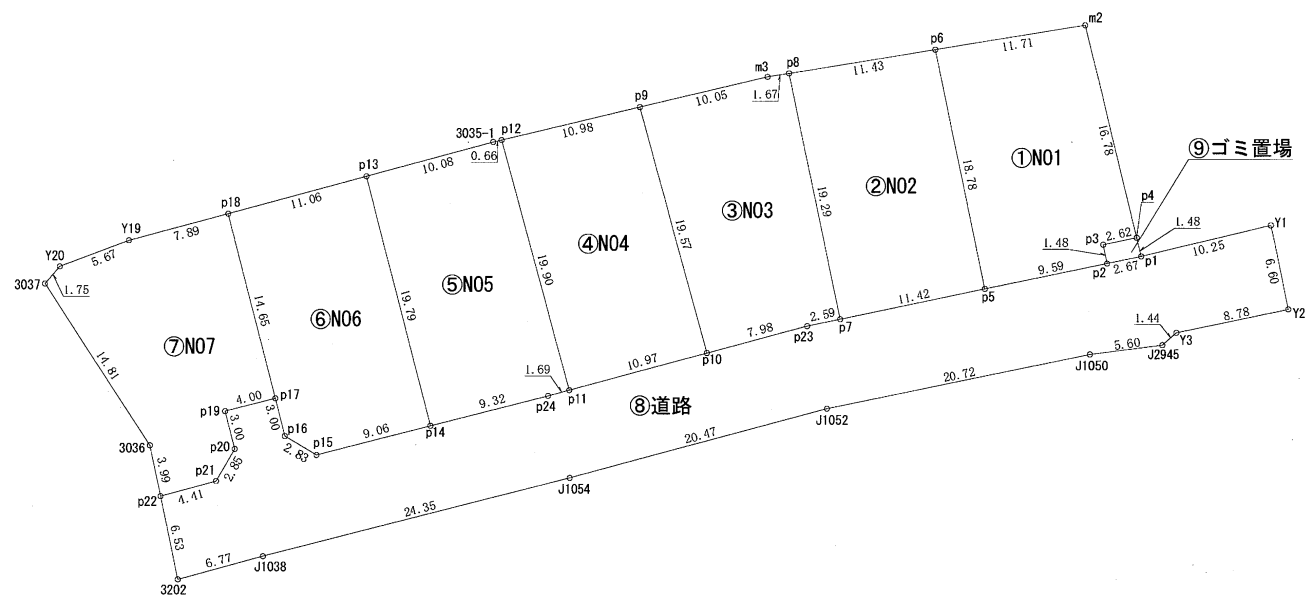 m2
p6
11.71
p8
m3
11.43
1.67
p9
10.05
p12
3035-1
0.66
10.98
p13
10.08
p18
11.06
Y19
7.89
Y20
5.67
3037
1.75
16.78
①NO1
⑨ゴミ置場
18.78
②NO2
p4
p3
2.62
1.48
1.48
p2
2.67
p1
10.25
Y1
6.60
Y2
19.29
③NO3
④NO4
19.57
9.59
p5
11.42
p7
2.59
p23
7.98
p10
1.44
Y3
8.78
J2945
5.60
J1050
⑤NO5
19.90
⑥NO6
19.79
14.65
⑦NO7
14.81
10.97
1.69
p11
p24
⑧道路
20.72
J1052
9.32
p14
9.06
p15
2.83
p16
3.00
p17
4.00
p19
3.00
p20
2.85
p21
4.41
p22
3036
3.99
6.53
20.47
J1054
24.35
J1038
6.77
3202